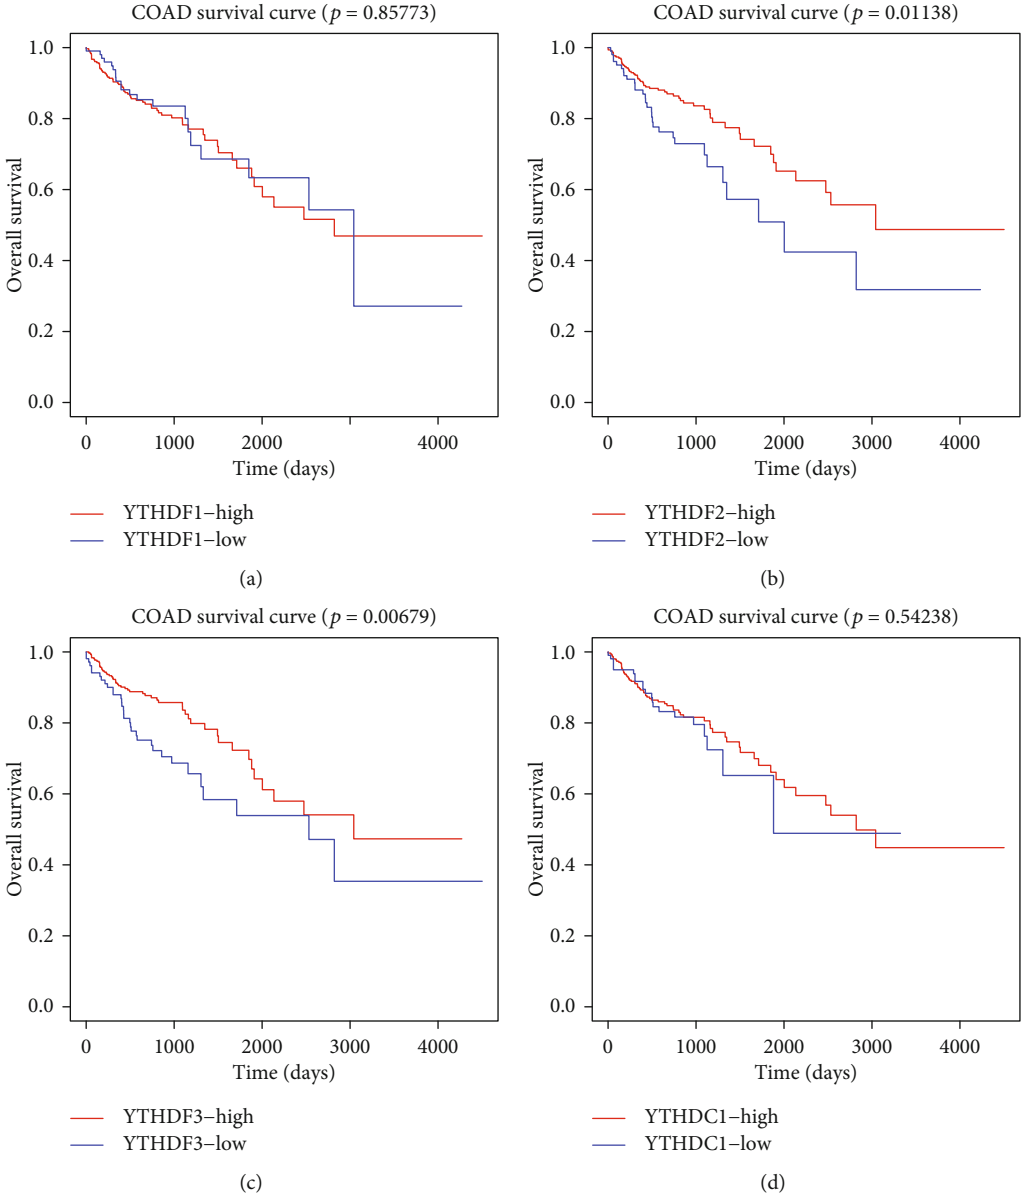 COAD survival curve (p = 0.85773)
Overall survival
1.0
0.8
0.6
0.4
0.2
0.0
0 1000 2000 4000
Time (days)
YTHDF1–high
YTHDF1–low
(a)
COAD survival curve (p = 0.01138)
Overall survival
1.0
0.8
0.6
0.4
0.2
0.0
0 1000 2000 3000 4000
Time (days)
YTHDF2–high
YTHDF2–low
(b)
COAD survival curve (p = 0.00679)
Overall survival
1.0
0.8
0.6
0.4
0.2
0.0
0 1000 2000 3000 4000
Time (days)
YTHDF3–high
YTHDF3–low
(c)
COAD survival curve (p = 0.54238)
Overall survival
1.0
0.8
0.6
0.4
0.2
0.0
0 1000 2000 3000 4000
Time (days)
YTHDC1–high
YTHDC1–low
(d)